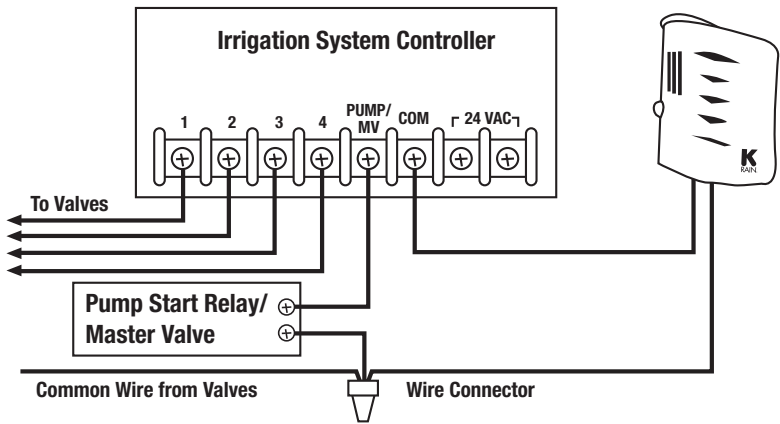 Irrigation System Controller
1 2 3 4 PUMP/ MV COM 24 VAC
K
RAIN.
To Valves
Pump Start Relay/
Master Valve
Common Wire from Valves
Wire Connector